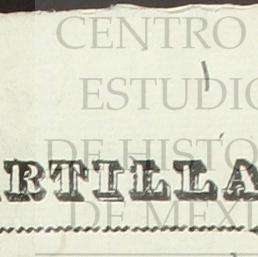 CENTRO
ESTUDIO
DE HISTO
RTILLA
DE MEXI